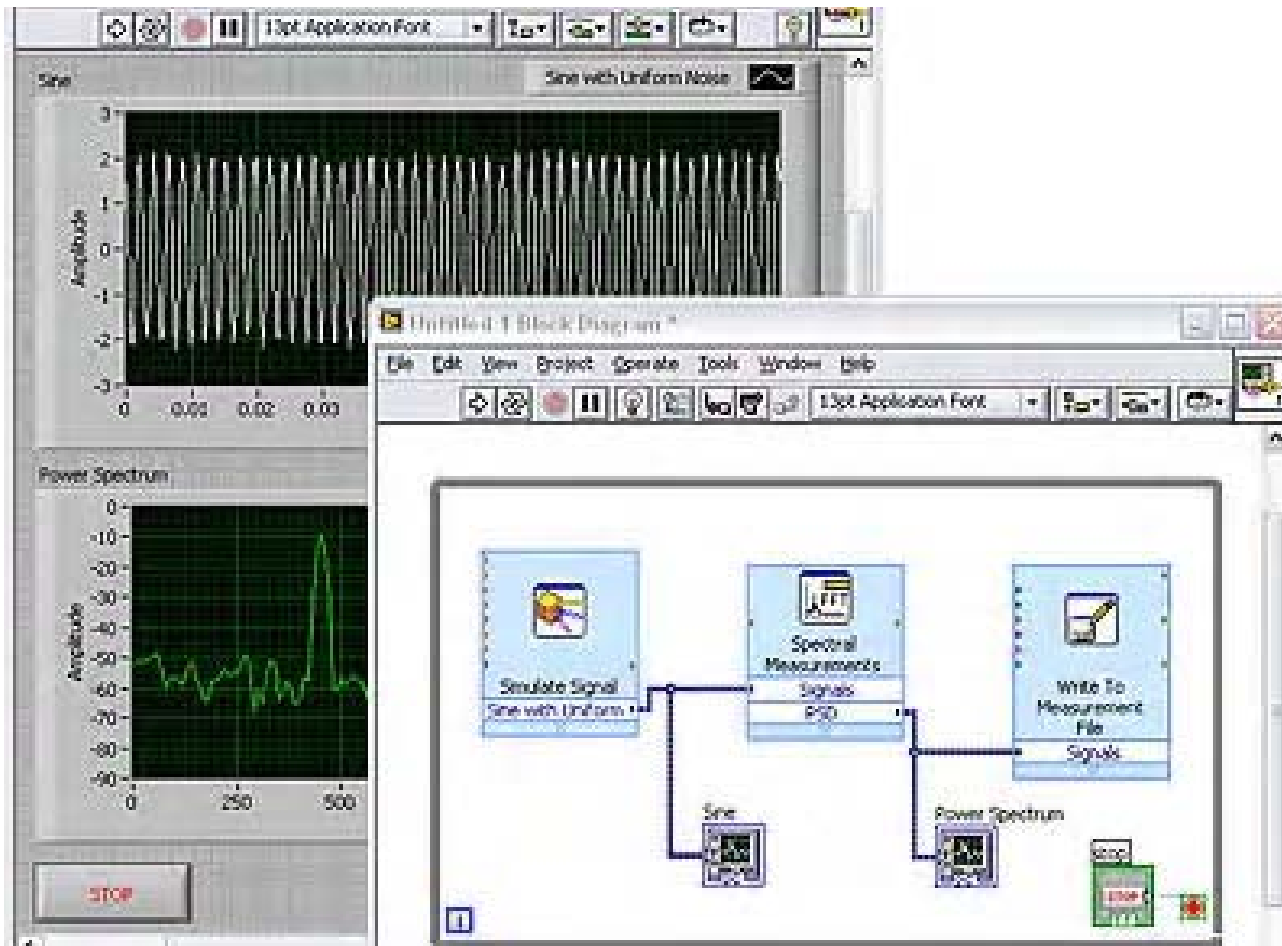 13pt Application Font
Sine
Sine with Uniform Noise
3
2
1
0
-1
-2
-3
Amplitude
0
0.01
0.02
0.03
Power Spectrum
0
-10
-20
-30
-40
-50
-60
-70
-80
-90
Amplitude
0
250
500
STOP
Untitled 1 Block Diagram *
File Edit View Project Operate Tools Window Help
13pt Application Font
Simulate Signal
Sine with Uniform
Spectral
Measurements
Signals
PSD
Write To
Measurement
File
Signals
Sine
Power Spectrum
stop
STOP
i